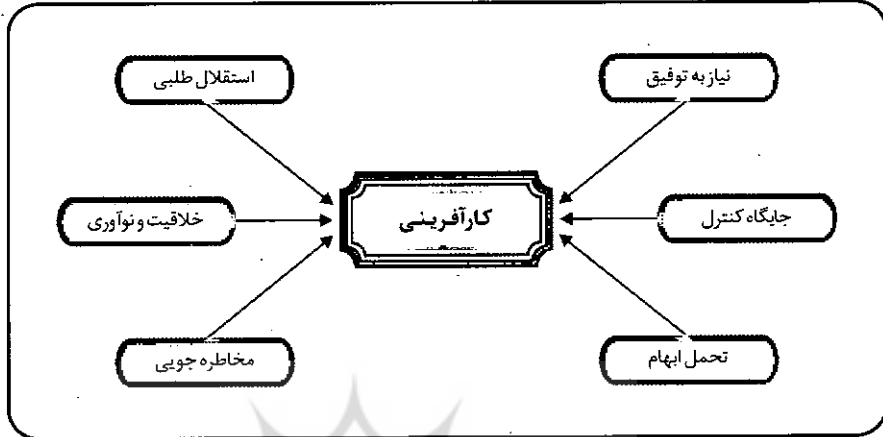 نیاز به توفیق
استقلال طلبی
جایگاه کنترل
کارآفرینی
خلاقیت و نوآوری
تحمل ابهام
مخاطره جویی